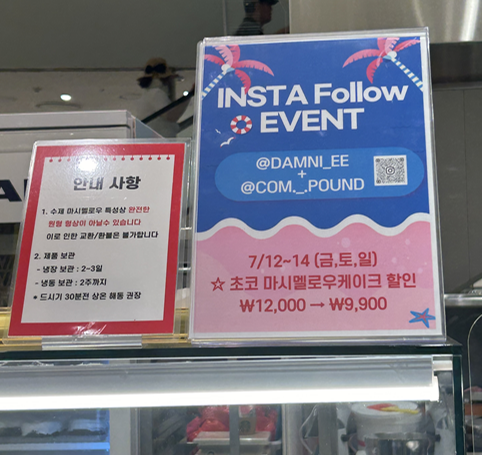 안내 사항
1. 수제 마시멜로우 특성상 완전한
원형 형상이 아닐수 있습니다
이로 인한 교환/환불은 불가합니다
2. 제품 보관
- 냉장 보관 : 2~3일
- 냉동 보관 : 2주까지
* 드시기 30분전 상온 해동 권장
INSTA Follow
EVENT
@DAMNI_EE
+
@COM._.POUND
7/12~14 (금,토,일)
☆ 초코 마시멜로우케이크 할인
₩12,000 → ₩9,900